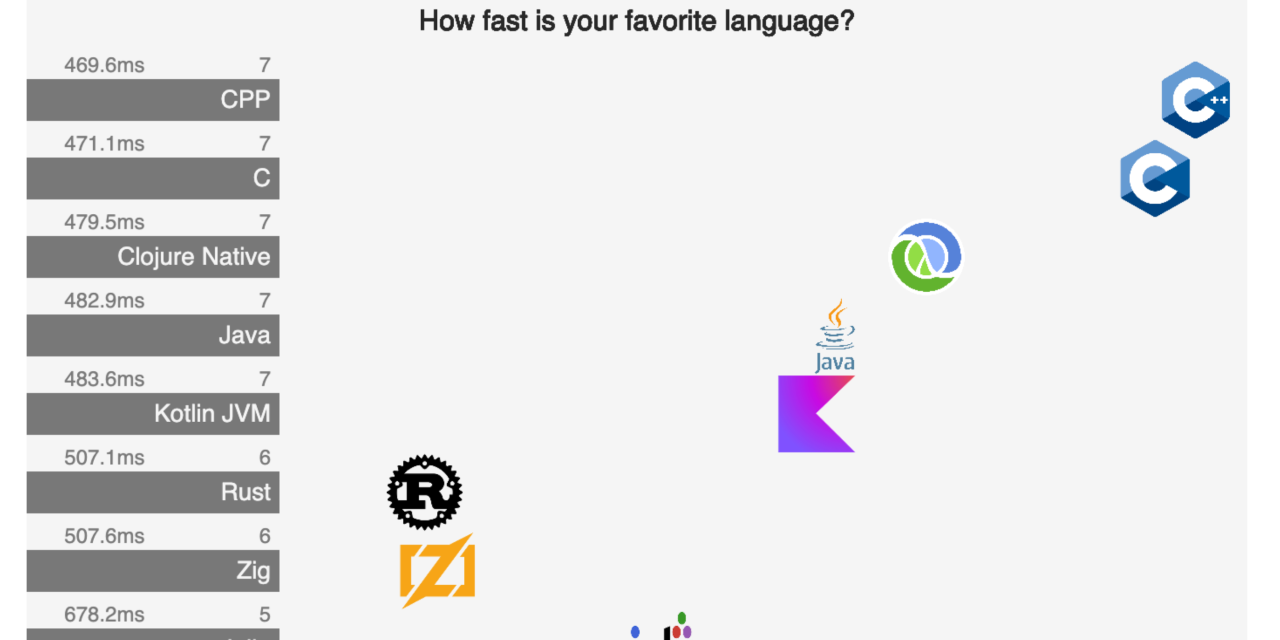 How fast is your favorite language?
469.6ms 7
CPP
C++
471.1ms 7
C
C
479.5ms 7
Clojure Native
482.9ms 7
Java
Java
483.6ms 7
Kotlin JVM
507.1ms 6
Rust
R
507.6ms 6
Zig
Z
678.2ms 5